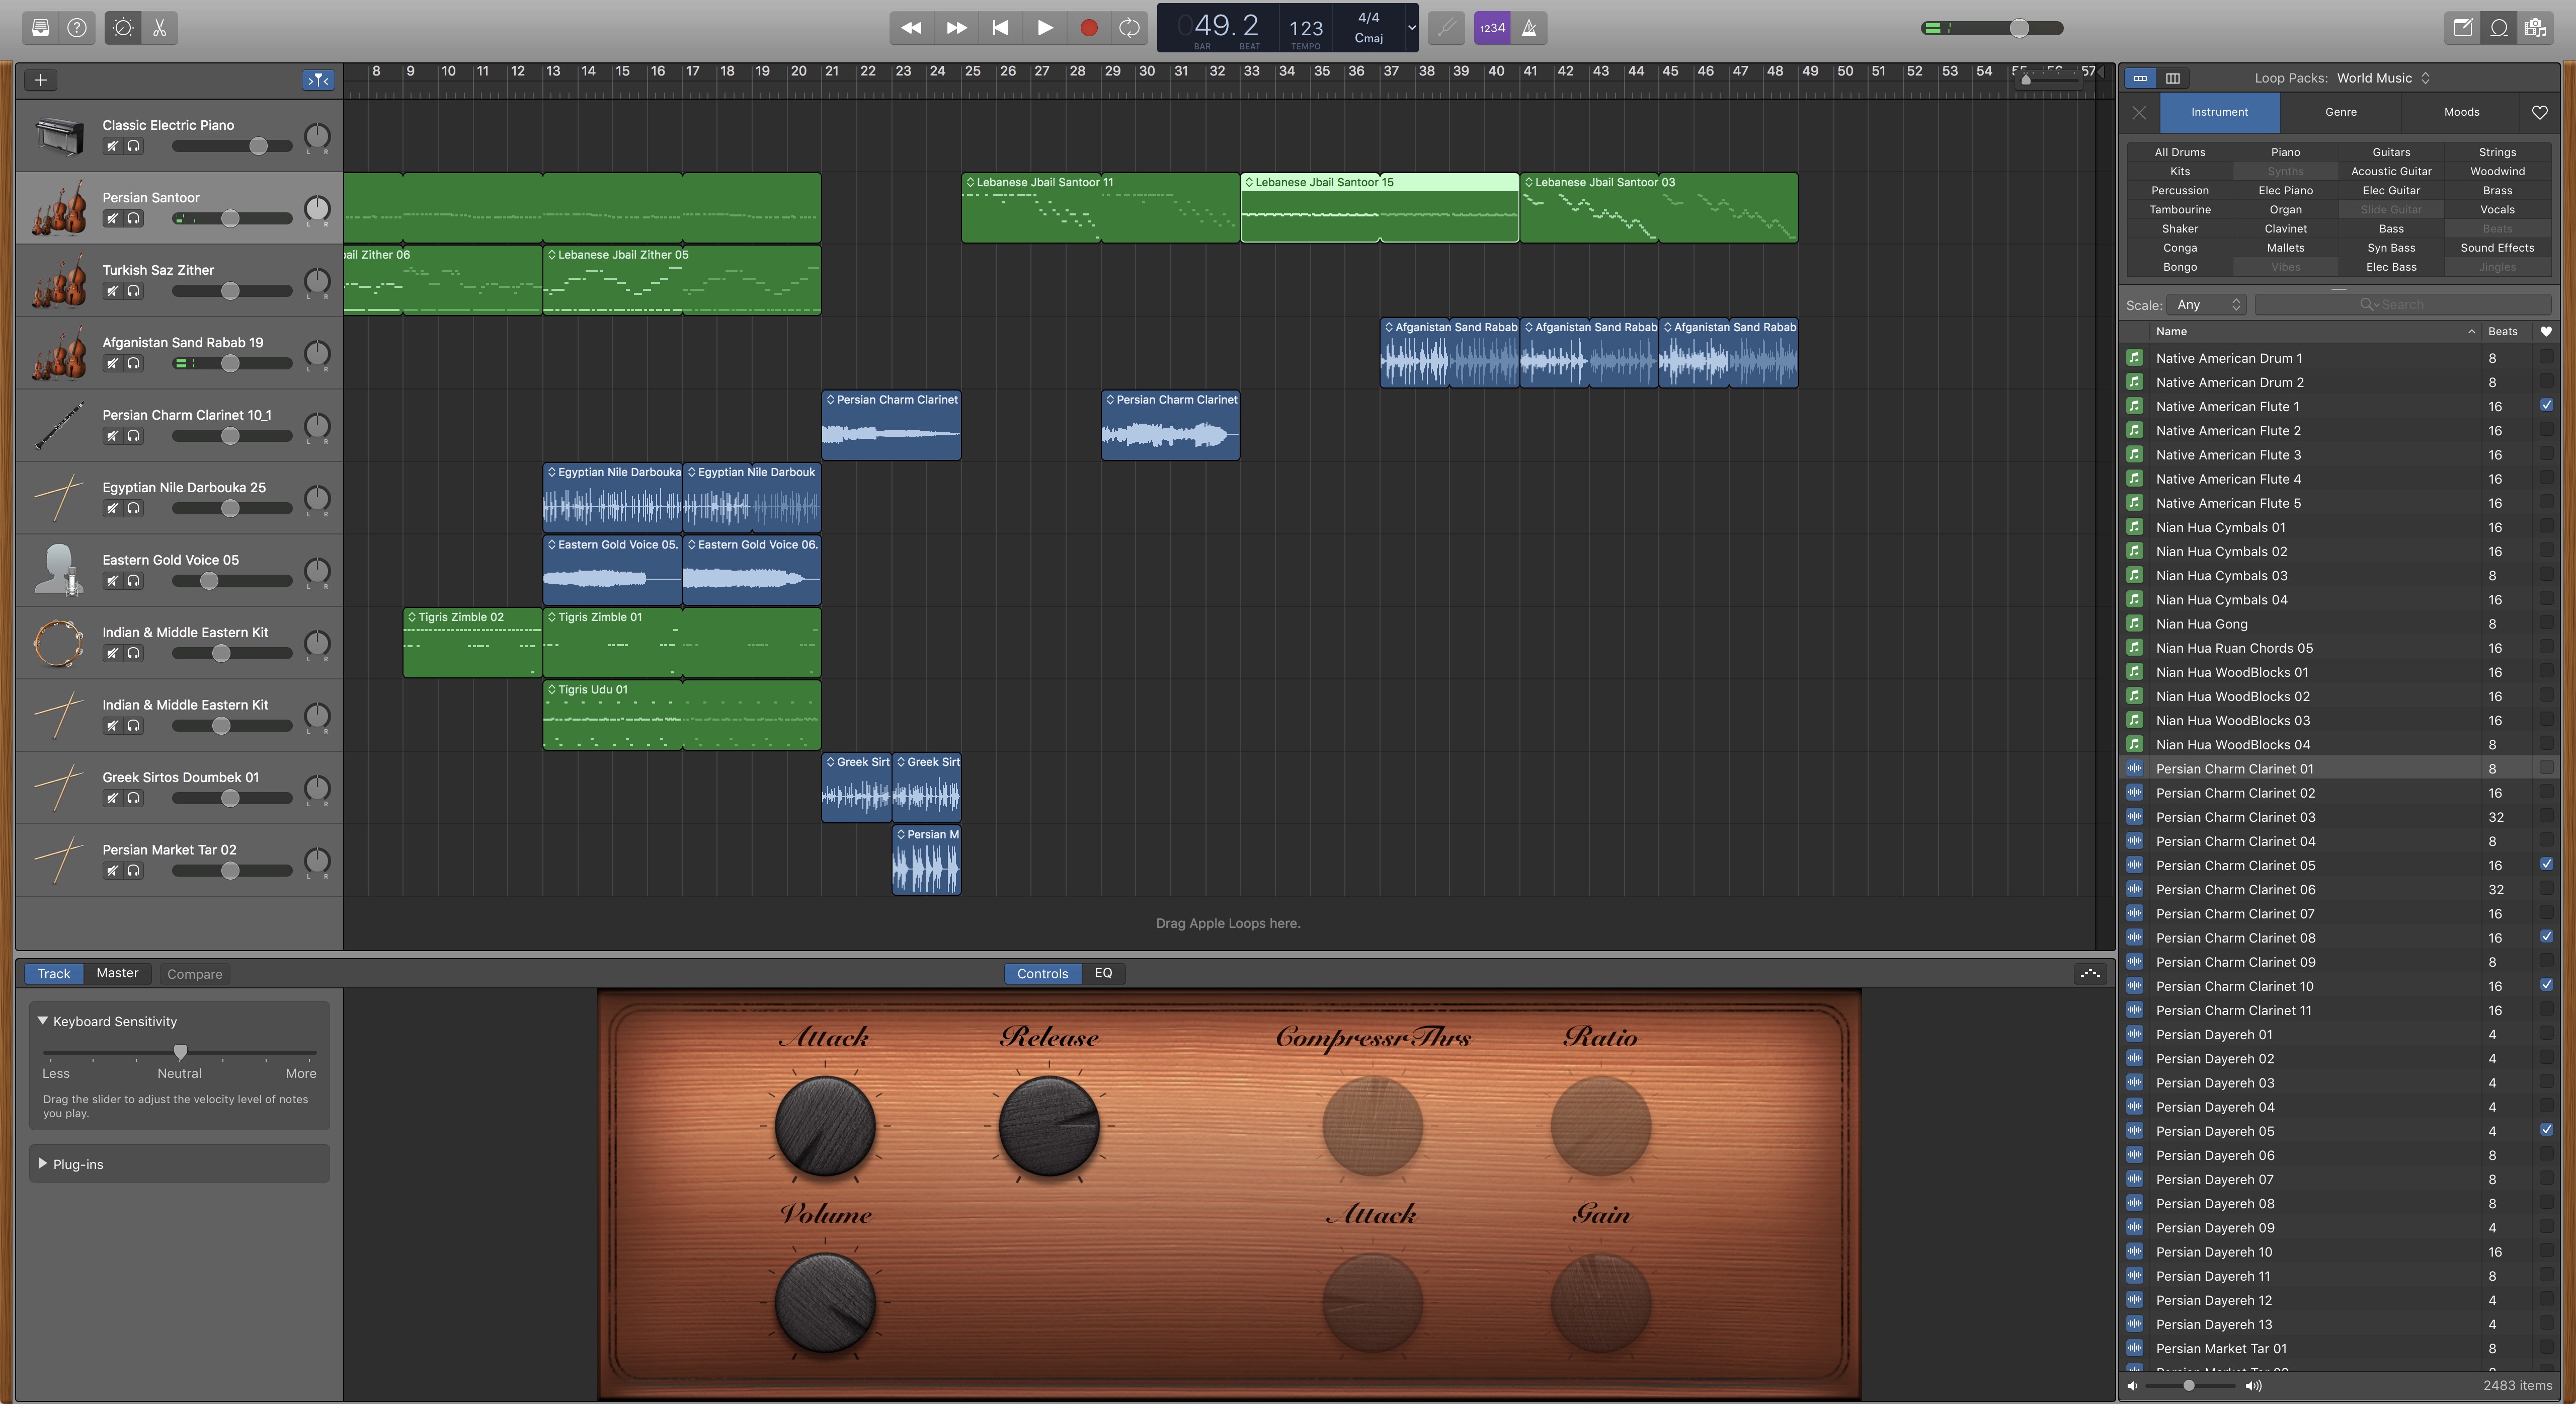 49.2 123 4/4
BAR BEAT TEMPO Cmaj
1234
8 9 10 11 12 13 14 15 16 17 18 19 20 21 22 23 24 25 26 27 28 29 30 31 32 33 34 35 36 37 38 39 40 41 42 43 44 45 46 47 48 49 50 51 52 53 54 55 56 57
Classic Electric Piano
L R
Persian Santoor
L R
Lebanese Jbail Santoor 11
Lebanese Jbail Santoor 15
Lebanese Jbail Santoor 03
Turkish Saz Zither
L R
bail Zither 06
Lebanese Jbail Zither 05
Afganistan Sand Rabab 19
L R
Afganistan Sand Rabab
Afganistan Sand Rabab
Afganistan Sand Rabab
Persian Charm Clarinet 10_1
L R
Persian Charm Clarinet
Persian Charm Clarinet
Egyptian Nile Darbouka 25
L R
Egyptian Nile Darbouka
Egyptian Nile Darbouk
Eastern Gold Voice 05
L R
Eastern Gold Voice 05.
Eastern Gold Voice 06.
Indian & Middle Eastern Kit
L R
Tigris Zimble 02
Tigris Zimble 01
Indian & Middle Eastern Kit
L R
Tigris Udu 01
Greek Sirtos Doumbek 01
L R
Greek Sirt
Greek Sirt
Persian Market Tar 02
L R
Persian M
Drag Apple Loops here.
Track Master Compare
Controls EQ
Keyboard Sensitivity
Less Neutral More
Drag the slider to adjust the velocity level of notes
you play.
Plug-ins
Attack Release CompressrThrs Ratio
Volume Attack Gain
Loop Packs: World Music
Instrument Genre Moods
All Drums Piano Guitars Strings
Kits Synths Acoustic Guitar Woodwind
Percussion Elec Piano Elec Guitar Brass
Tambourine Organ Slide Guitar Vocals
Shaker Clavinet Bass Beats
Conga Mallets Syn Bass Sound Effects
Bongo Vibes Elec Bass Jingles
Scale: Any Search
Name Beats
Native American Drum 1 8
Native American Drum 2 8
Native American Flute 1 16
Native American Flute 2 16
Native American Flute 3 16
Native American Flute 4 16
Native American Flute 5 16
Nian Hua Cymbals 01 16
Nian Hua Cymbals 02 16
Nian Hua Cymbals 03 8
Nian Hua Cymbals 04 16
Nian Hua Gong 8
Nian Hua Ruan Chords 05 16
Nian Hua WoodBlocks 01 16
Nian Hua WoodBlocks 02 16
Nian Hua WoodBlocks 03 16
Nian Hua WoodBlocks 04 8
Persian Charm Clarinet 01 8
Persian Charm Clarinet 02 16
Persian Charm Clarinet 03 32
Persian Charm Clarinet 04 8
Persian Charm Clarinet 05 16
Persian Charm Clarinet 06 32
Persian Charm Clarinet 07 16
Persian Charm Clarinet 08 16
Persian Charm Clarinet 09 8
Persian Charm Clarinet 10 16
Persian Charm Clarinet 11 16
Persian Dayereh 01 4
Persian Dayereh 02 4
Persian Dayereh 03 4
Persian Dayereh 04 4
Persian Dayereh 05 4
Persian Dayereh 06 8
Persian Dayereh 07 8
Persian Dayereh 08 8
Persian Dayereh 09 4
Persian Dayereh 10 16
Persian Dayereh 11 8
Persian Dayereh 12 4
Persian Dayereh 13 4
Persian Market Tar 01 8
2483 items